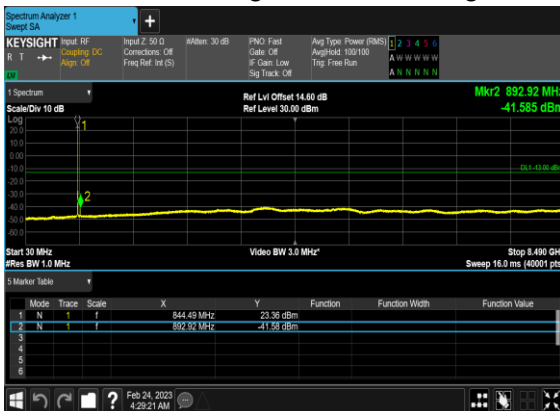 Spectrum Analyzer 1
Swept SA
KEYSIGHT Input: RF Input Z: 50 Ω #Atten: 30 dB PNO: Fast Avg Type: Power (RMS) 1 2 3 4 5 6
R T Coupling: DC Corrections: Off Gate: Off Avg|Hold: 100/100 A W W W W W
Align: Off Freq Ref: Int (S) IF Gain: Low Trig: Free Run
LV Sig Track: Off A N N N N N
1 Spectrum Ref Lvl Offset 14.60 dB Mkr2 892.92 MHz
Scale/Div 10 dB Ref Level 30.00 dBm -41.585 dBm
Log
20.0 1
10.0
0.00
-10.0 DL1 -13.00 dBm
-20.0
-30.0 2
-40.0
-50.0
-60.0
Start 30 MHz Video BW 3.0 MHz* Stop 8.490 GH
#Res BW 1.0 MHz Sweep 16.0 ms (40001 pts
5 Marker Table
Mode Trace Scale X Y Function Function Width Function Value
1 N 1 f 844.49 MHz 23.36 dBm
2 N 1 f 892.92 MHz -41.58 dBm
3
4
5
6
? Feb 24, 2023
4:29:21 AM